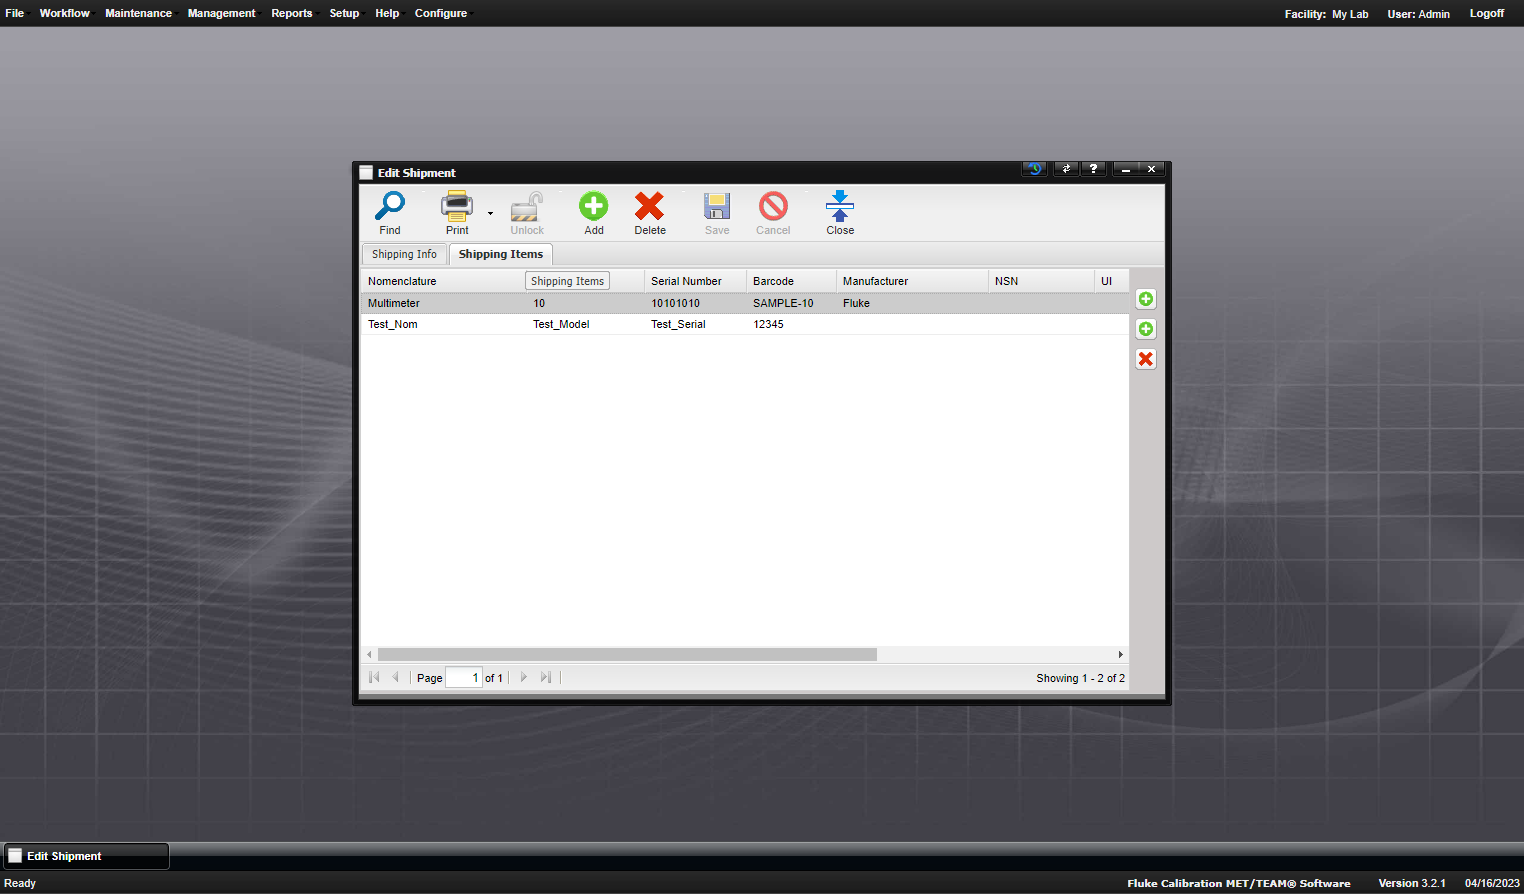 File Workflow Maintenance Management Reports Setup Help Configure Facility: My Lab User: Admin Logoff
Edit Shipment ?
Find Print Unlock Add Delete Save Cancel Close
Shipping Info Shipping Items
Nomenclature Shipping Items Serial Number Barcode Manufacturer NSN UI
Multimeter 10 10101010 SAMPLE-10 Fluke
Test_Nom Test_Model Test_Serial 12345
Page 1 of 1 Showing 1 - 2 of 2
Edit Shipment
Ready Fluke Calibration MET/TEAM® Software Version 3.2.1 04/16/2023